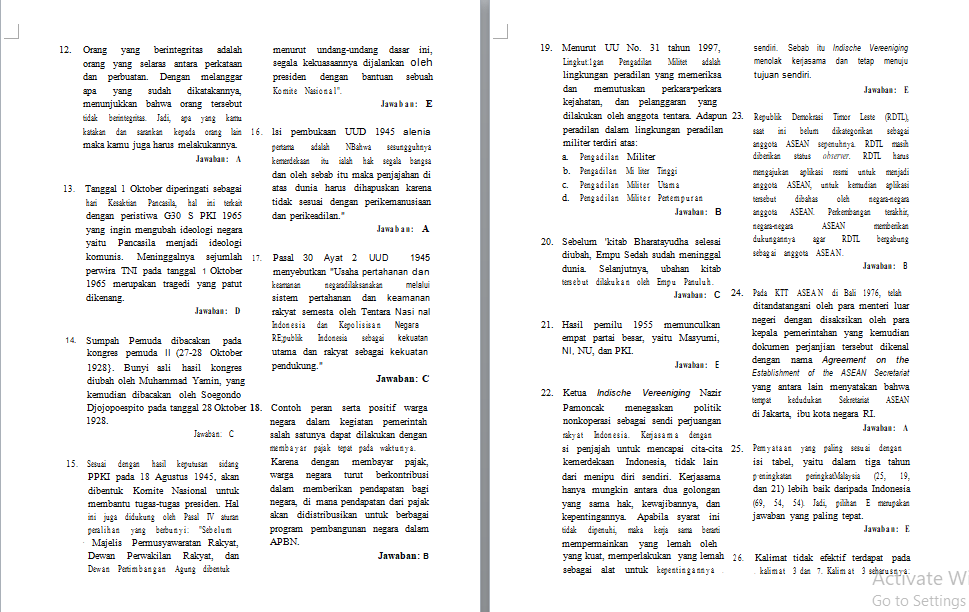 12. Orang yang berintegritas adalah
orang yang selaras antara perkataan
dan perbuatan. Dengan melanggar
apa yang sudah dikatakannya,
menunjukkan bahwa orang tersebut
tidak berintegritas. Jadi, apa yang kamu
katakan dan sarankan kepada orang lain
maka kamu juga harus melakukannya.
Jawaban: A
13. Tanggal 1 Oktober diperingati sebagai
hari Kesaktian Pancasila, hal ini terkait
dengan peristiwa G30 S PKI 1965
yang ingin mengubah ideologi negara
yaitu Pancasila menjadi ideologi
komunis. Meninggalnya sejumlah
perwira TNI pada tanggal 1 Oktober
1965 merupakan tragedi yang patut
dikenang.
Jawaban: D
14. Sumpah Pemuda dibacakan pada
kongres pemuda II (27-28 Oktober
1928}. Bunyi asli hasil kongres
diubah oleh Muhammad Yamin, yang
kemudian dibacakan oleh Soegondo
Djojopoespito pada tanggal 28 Oktober
1928.
Jawaban: C
15. Sesuai dengan hasil keputusan sidang
PPKI pada 18 Agustus 1945, akan
dibentuk Komite Nasional untuk
membantu tugas-tugas presiden. Hal
ini juga didukung oleh Pasal IV aturan
peralihan yang berbunyi: "Sebelum
Majelis Permusyawaratan Rakyat,
Dewan Perwakilan Rakyat, dan
Dewan Pertimbangan Agung dibentuk
menurut undang-undang dasar ini,
segala kekuasaannya dijalankan oleh
presiden dengan bantuan sebuah
Komite Nasional".
Jawaban: E
16. Isi pembukaan UUD 1945 alenia
pertama adalah NBahwa sesungguhnya
kemerdekaan itu ialah hak segala bangsa
dan oleh sebab itu maka penjajahan di
atas dunia harus dihapuskan karena
tidak sesuai dengan perikemanusiaan
dan perikeadilan."
Jawaban: A
17. Pasal 30 Ayat 2 UUD 1945
menyebutkan "Usaha pertahanan dan
keamanan negaradilaksanakan melalui
sistem pertahanan dan keamanan
rakyat semesta oleh Tentara Nasi nal
Indonesia dan Kepolisisan Negara
RE;publik Indonesia sebagai kekuatan
utama dan rakyat sebagai kekuatan
pendukung."
Jawaban: C
18. Contoh peran serta positif warga
negara dalam kegiatan pemerintah
salah satunya dapat dilakukan dengan
membayar pajak tepat pada waktunya.
Karena dengan membayar pajak,
warga negara turut berkontribusi
dalam memberikan pendapatan bagi
negara, di mana pendapatan dari pajak
akan didistribusikan untuk berbagai
program pembangunan negara dalam
APBN.
Jawaban: B
19. Menurut UU No. 31 tahun 1997,
Lingkut.1gan Pengadilan Militet adalah
lingkungan peradilan yang memeriksa
dan memutuskan perkara-perkara
kejahatan, dan pelanggaran yang
dilakukan oleh anggota tentara. Adapun
peradilan dalam lingkungan peradilan
militer terdiri atas:
a. Pengadilan Militer
b. Pengadilan Mi liter Tinggi
c. Pengadilan Militer Utama
d. Pengadilan Militer Pertempuran
Jawaban: B
20. Sebelum 'kitab Bharatayudha selesai
diubah, Empu Sedah sudah meninggal
dunia. Selanjutnya, ubahan kitab
tersebut dilakukan oleh Empu Panuluh.
Jawaban: C
21. Hasil pemilu 1955 memunculkan
empat partai besar, yaitu Masyumi,
NI, NU, dan PKI.
Jawaban: E
22. Ketua Indische Vereeniging Nazir
Pamoncak menegaskan politik
nonkoperasi sebagai sendi perjuangan
rakyat Indonesia. Kerjasama dengan
si penjajah untuk mencapai cita-cita
kemerdekaan Indonesia, tidak lain
dari menipu diri sendiri. Kerjasama
hanya mungkin antara dua golongan
yang sama hak, kewajibannya, dan
kepentingannya. Apabila syarat ini
tidak dipenuhi, maka kerja sama berarti
mempermainkan yang lemah oleh
yang kuat, memperlakukan yang lemah
sebagai alat untuk kepentingannya
sendiri. Sebab itu Indische Vereeniging
menolak kerjasama dan tetap menuju
tujuan sendiri.
Jawaban: E
23. Republik Demokrasi Timor Leste (RDTL),
saat ini belum dikategorikan sebagai
anggota ASEAN sepenuhnya. RDTL masih
diberikan status observer. RDTL harus
mengajukan aplikasi resmi untuk menjadi
anggota ASEAN, untuk kemudian aplikasi
tersebut dibahas oleh negara-negara
anggota ASEAN. Perkembangan terakhir,
negara-negara ASEAN memberikan
dukungannya agar RDTL bergabung
sebagai anggota ASEAN.
Jawaban: B
24. Pada KTT ASEAN di Bali 1976, telah
ditandatangani oleh para menteri luar
negeri dengan disaksikan oleh para
kepala pemerintahan yang kemudian
dokumen perjanjian tersebut dikenal
dengan nama Agreement on the
Establishment of the ASEAN Secretariat
yang antara lain menyatakan bahwa
tempat kedudukan Sekretariat ASEAN
di Jakarta, ibu kota negara RI.
Jawaban: A
25. Pernyataan yang paling sesuai dengan
isi tabel, yaitu dalam tiga tahun
p·eningkatan peringkatMalaysia (25, 19,
dan 21) lebih baik daripada Indonesia
(69, 54, 54). Jadi, pilihan E merupakan
jawaban yang paling tepat.
Jawaban: E
26. Kalimat tidak efektif terdapat pada
kalimat 3 dan 7. Kalimat 3 seharusnya:
Activate Wi
Go to Settings